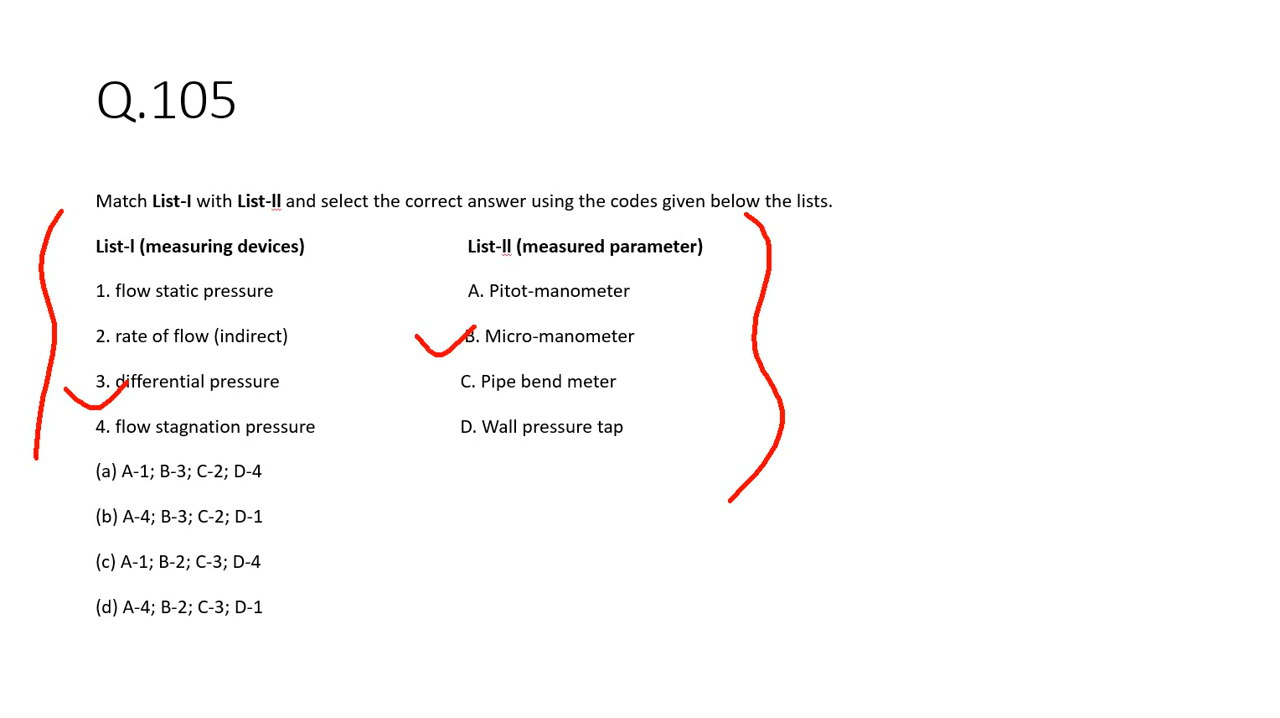 Q.105
Match List-I with List-ll and select the correct answer using the codes given below the lists.
List-l (measuring devices) List-ll (measured parameter)
1. flow static pressure A. Pitot-manometer
2. rate of flow (indirect) B. Micro-manometer
3. differential pressure C. Pipe bend meter
4. flow stagnation pressure D. Wall pressure tap
(a) A-1; B-3; C-2; D-4
(b) A-4; B-3; C-2; D-1
(c) A-1; B-2; C-3; D-4
(d) A-4; B-2; C-3; D-1